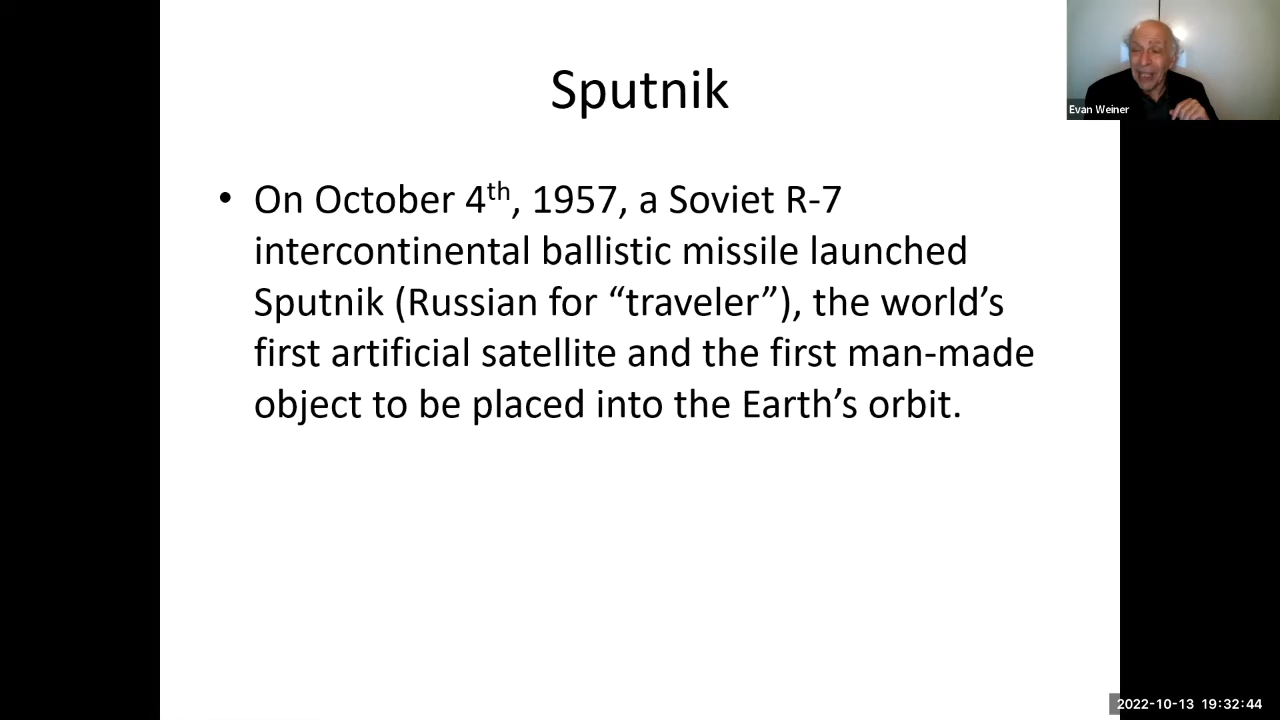 Sputnik
Evan Weiner
• On October 4th, 1957, a Soviet R-7
intercontinental ballistic missile launched
Sputnik (Russian for “traveler”), the world’s
first artificial satellite and the first man-made
object to be placed into the Earth’s orbit.
2022-10-13 19:32:44